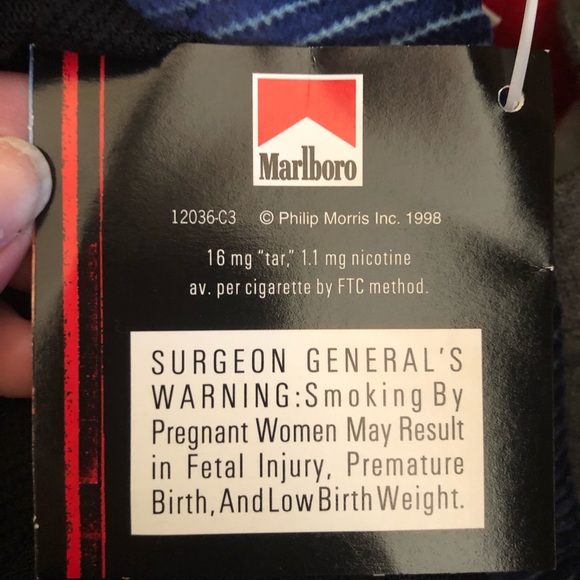 Marlboro
12036-C3 © Philip Morris Inc. 1998
16 mg “tar,” 1.1 mg nicotine
av. per cigarette by FTC method.
SURGEON GENERAL’S
WARNING: Smoking By
Pregnant Women May Result
in Fetal Injury, Premature
Birth, And Low Birth Weight.